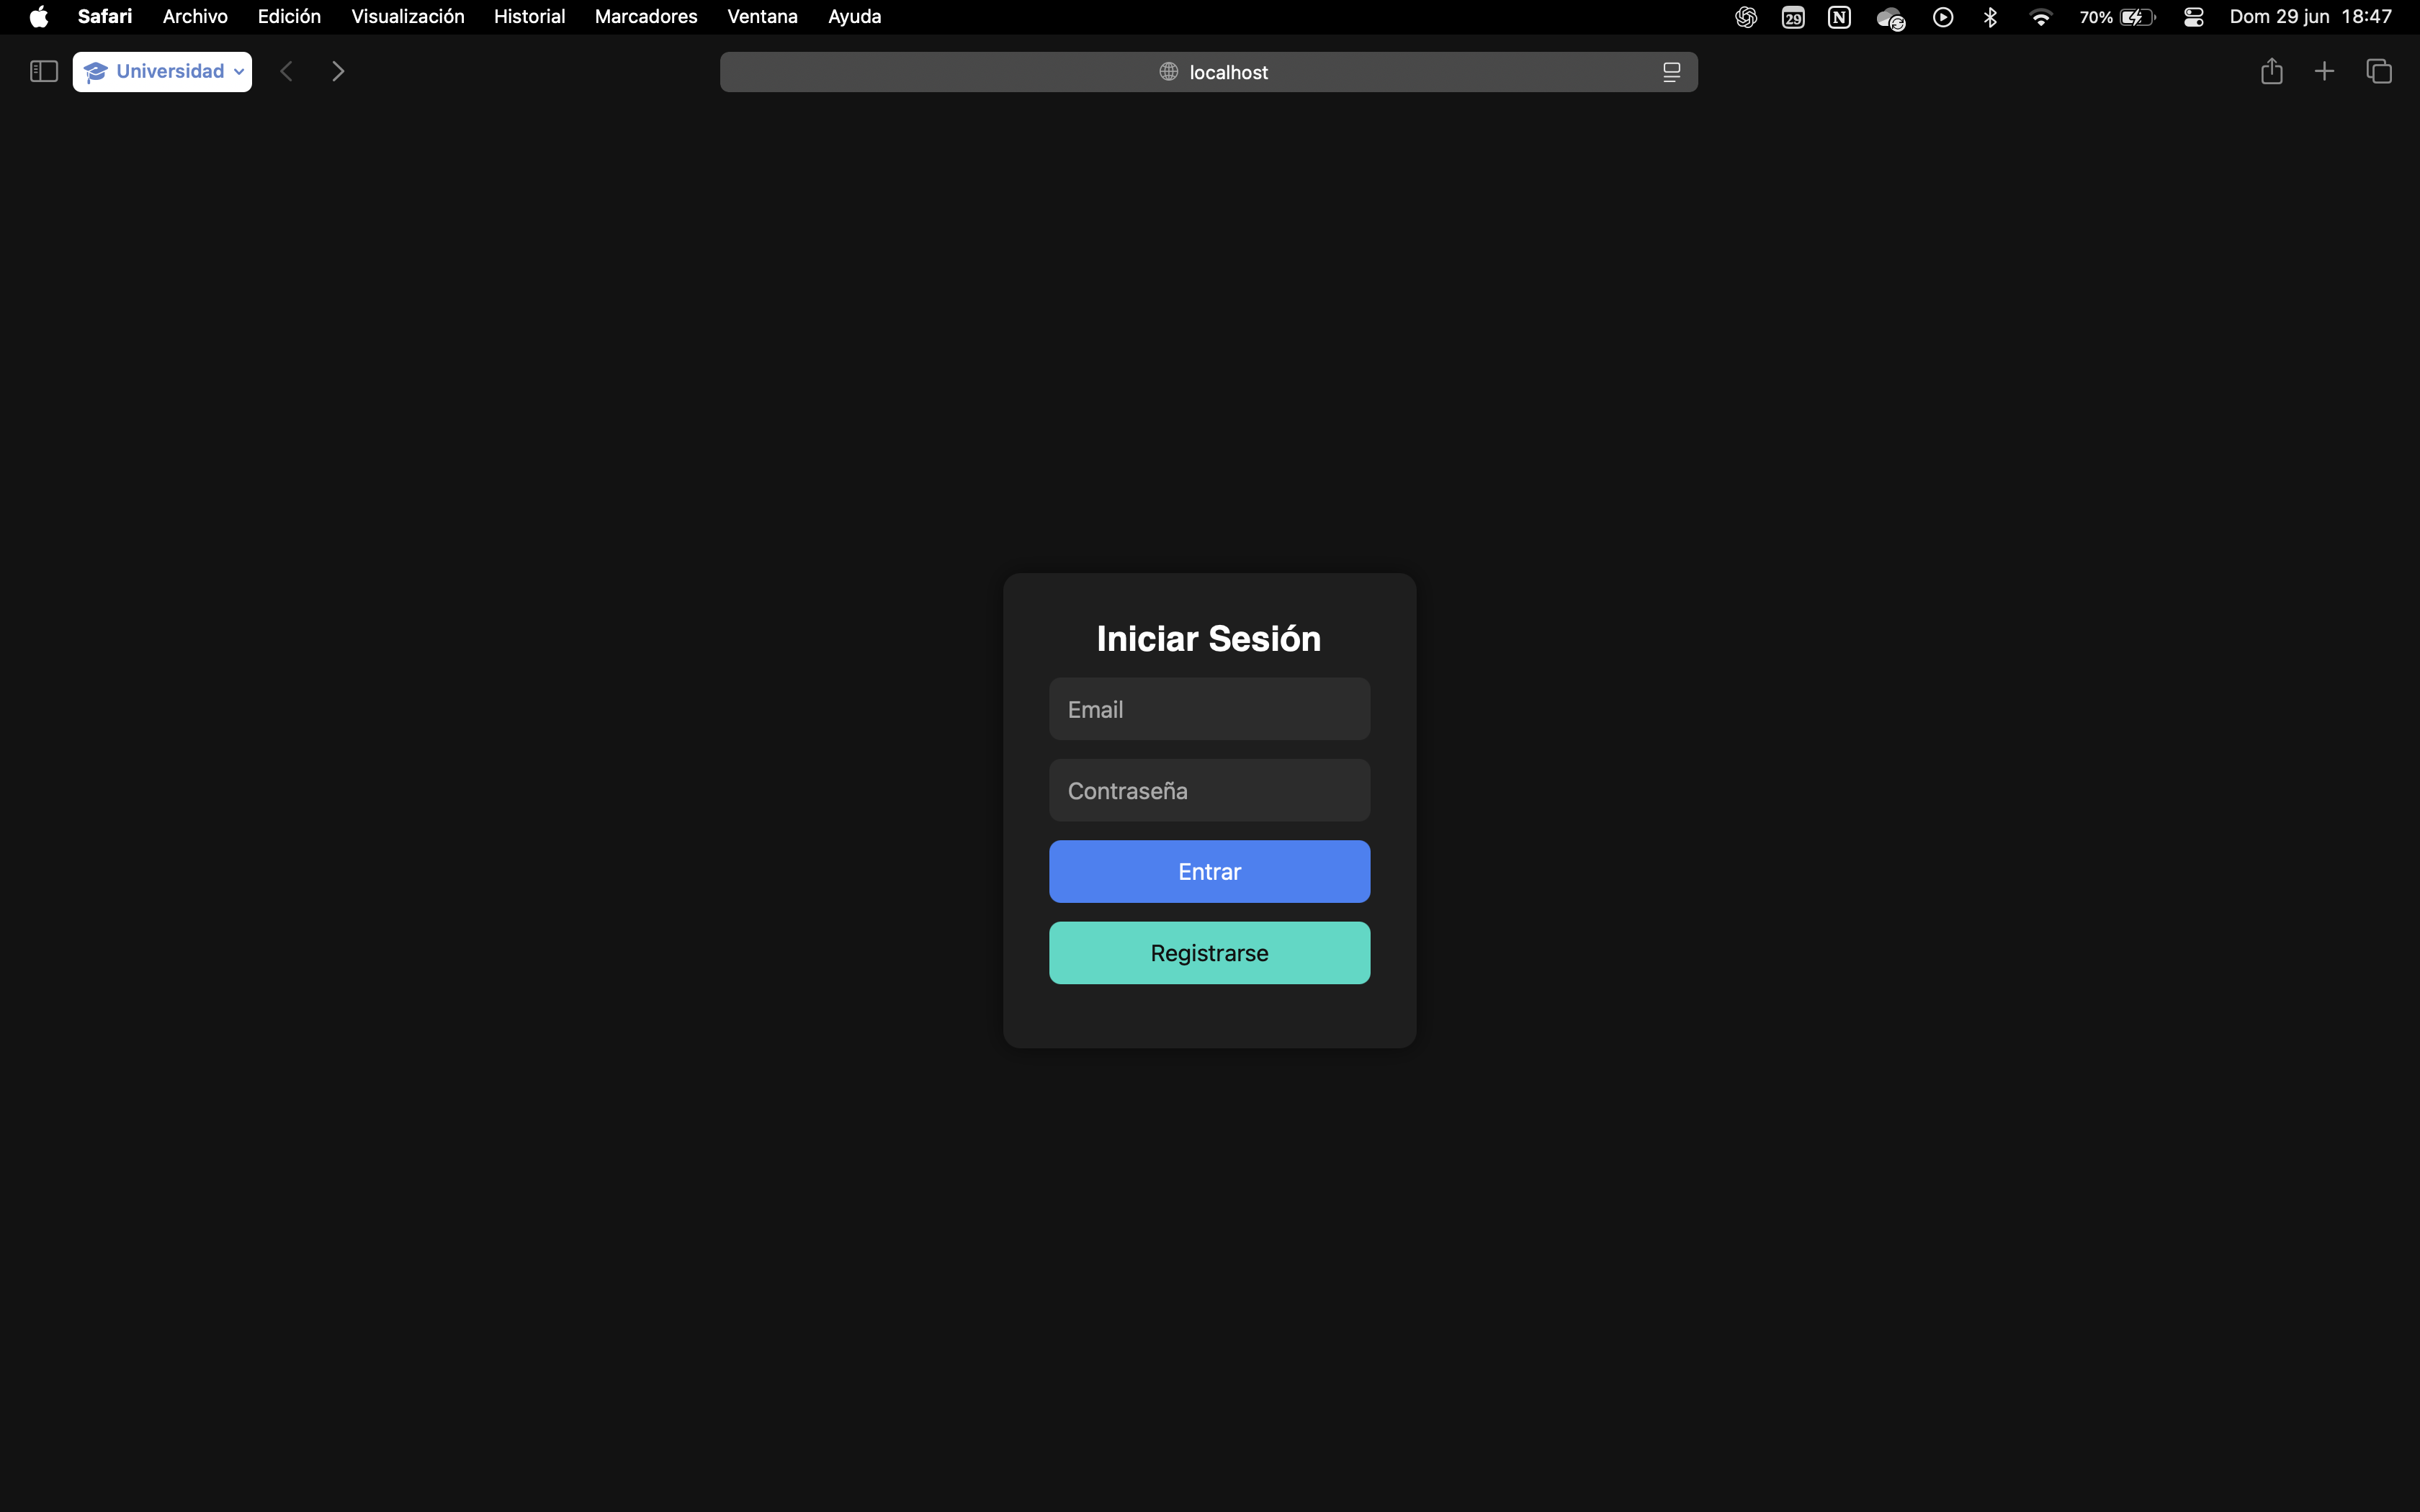 Safari Archivo Edición Visualización Historial Marcadores Ventana Ayuda 29 N 70% Dom 29 jun 18:47
Universidad localhost
Iniciar Sesión
Email
Contraseña
Entrar
Registrarse